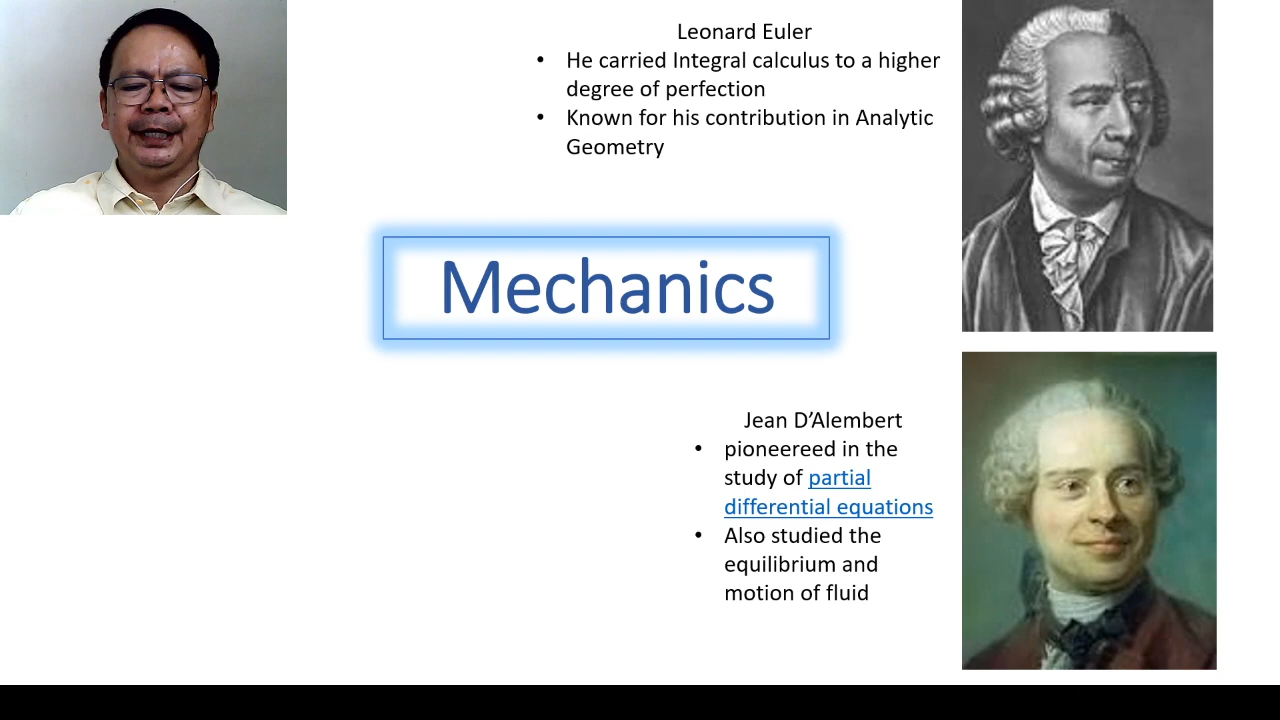 Leonard Euler
• He carried Integral calculus to a higher
degree of perfection
• Known for his contribution in Analytic
Geometry
Mechanics
Jean D’Alembert
• pioneereed in the
study of partial
differential equations
• Also studied the
equilibrium and
motion of fluid